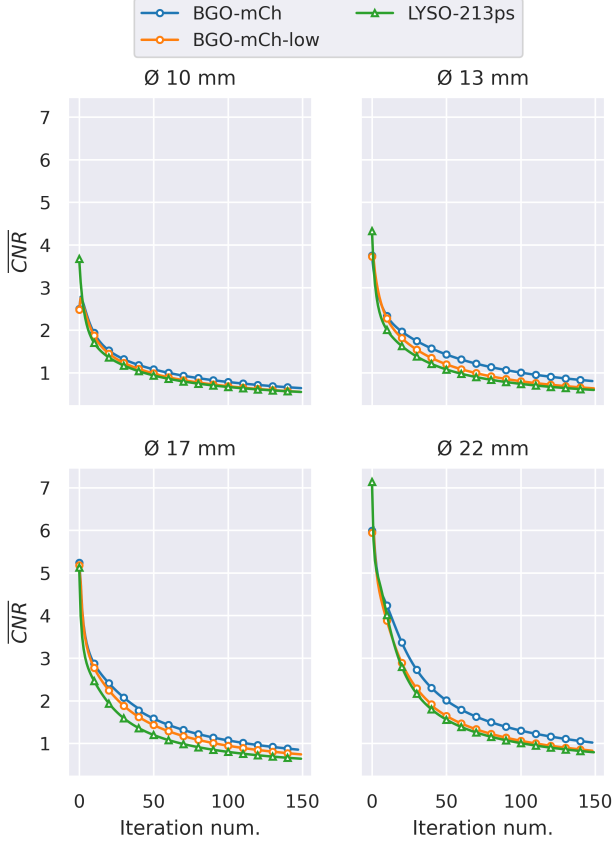 BGO-mCh LYSO-213ps
BGO-mCh-low
Ø 10 mm Ø 13 mm
7
6
5
4
3
2
1
CNR
Ø 17 mm Ø 22 mm
7
6
5
4
3
2
1
CNR
0 50 100 150 0 50 100 150
Iteration num. Iteration num.